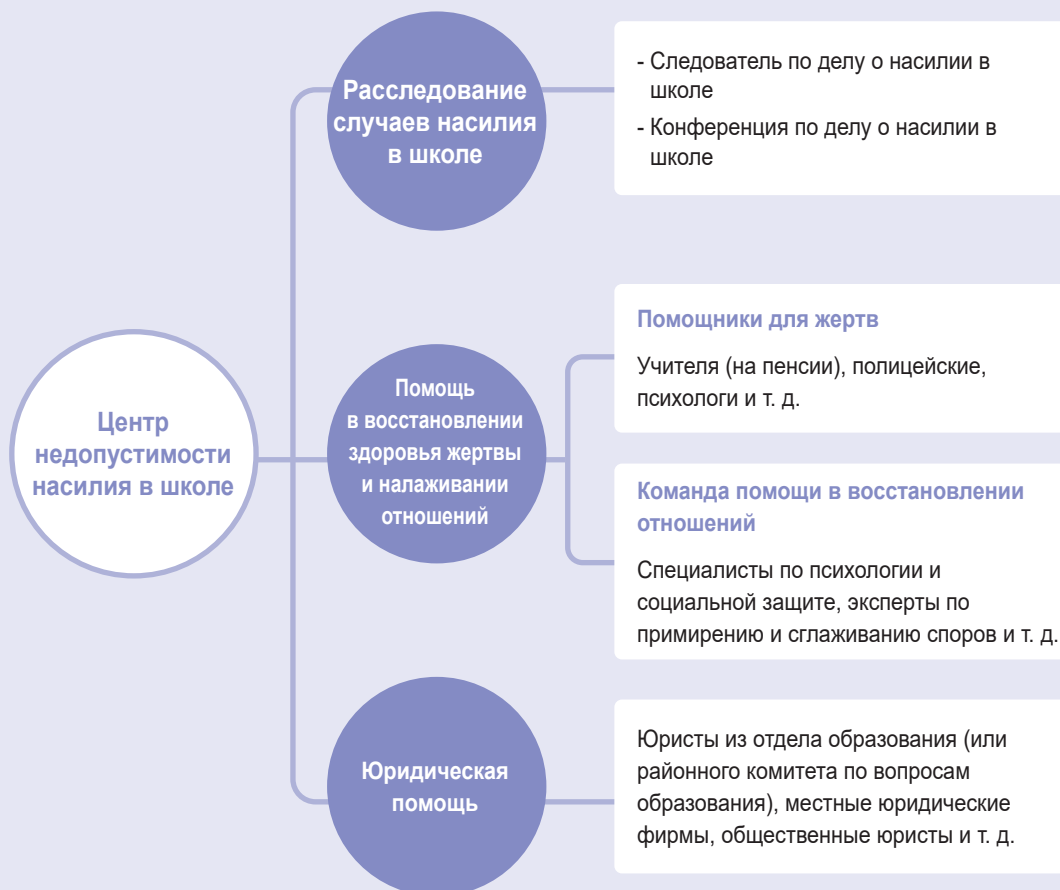 Расследование
случаев насилия
в школе
- Следователь по делу о насилии в
школе
- Конференция по делу о насилии в
школе
Центр
недопустимости
насилия в школе
Помощь
в восстановлении
здоровья жертвы
и налаживании
отношений
Помощники для жертв
Учителя (на пенсии), полицейские,
психологи и т. д.
Команда помощи в восстановлении
отношений
Специалисты по психологии и
социальной защите, эксперты по
примирению и сглаживанию споров и т. д.
Юридическая
помощь
Юристы из отдела образования (или
районного комитета по вопросам
образования), местные юридические
фирмы, общественные юристы и т. д.